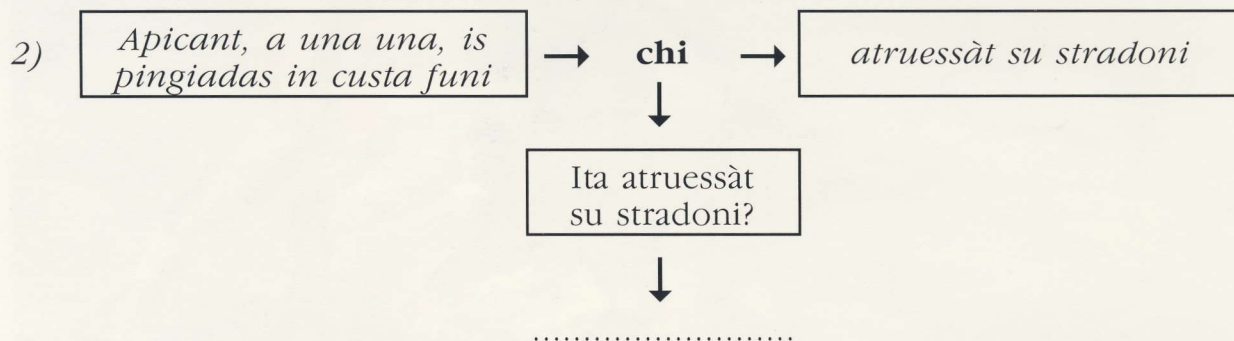 2)
Apicant, a una una, is
pingiadas in custa funi
chi
atruessàt su stradoni
Ita atruessàt
su stradoni?
..........................